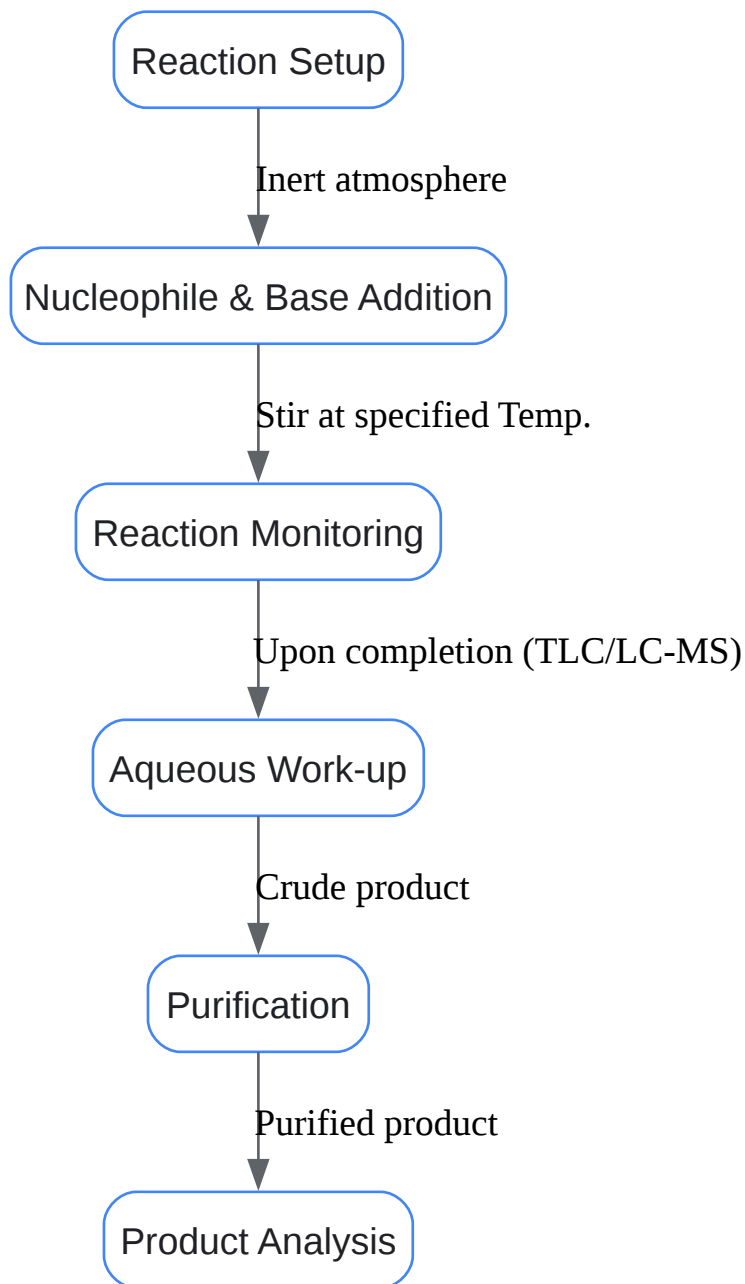 Reaction Setup
Inert atmosphere
Nucleophile & Base Addition
Stir at specified Temp.
Reaction Monitoring
Upon completion (TLC/LC-MS)
Aqueous Work-up
Crude product
Purification
Purified product
Product Analysis